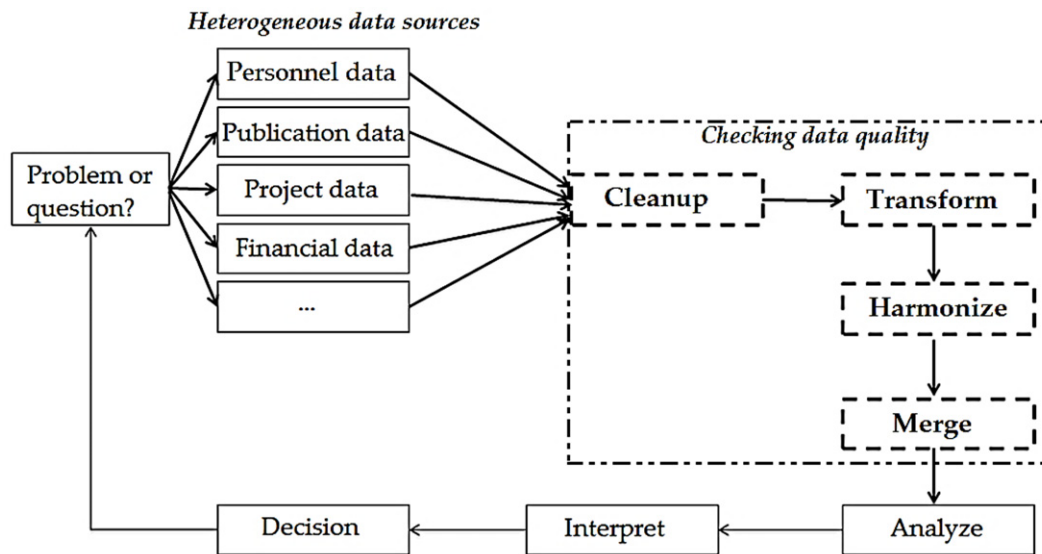 Heterogeneous data sources
Personnel data
Publication data
Checking data quality
Problem or
question?
Project data
Cleanup
Transform
Financial data
...
Harmonize
Merge
Decision
Interpret
Analyze